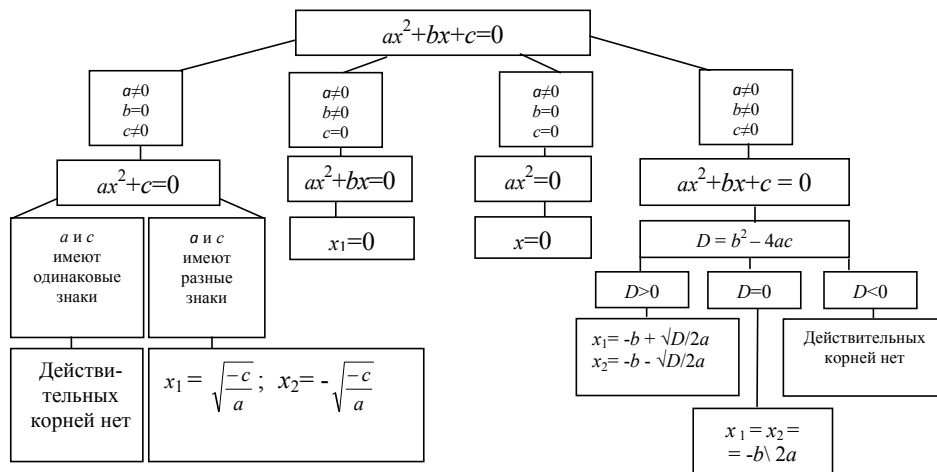 ax²+bx+c=0
a≠0
b=0
c≠0
a≠0
b≠0
c=0
a≠0
b=0
c=0
a≠0
b≠0
c≠0
ax²+c=0
ax²+bx=0
ax²=0
ax²+bx+c = 0
a и c
имеют
одинаковые
знаки
a и c
имеют
разные
знаки
x₁=0
x=0
D = b² – 4ac
D>0
D=0
D<0
Действи-
тельных
корней нет
x₁ = √(−c/a) ; x₂ = -√(−c/a)
x₁= -b + √D/2a
x₂= -b - √D/2a
Действительных
корней нет
x₁ = x₂ =
= -b\ 2a